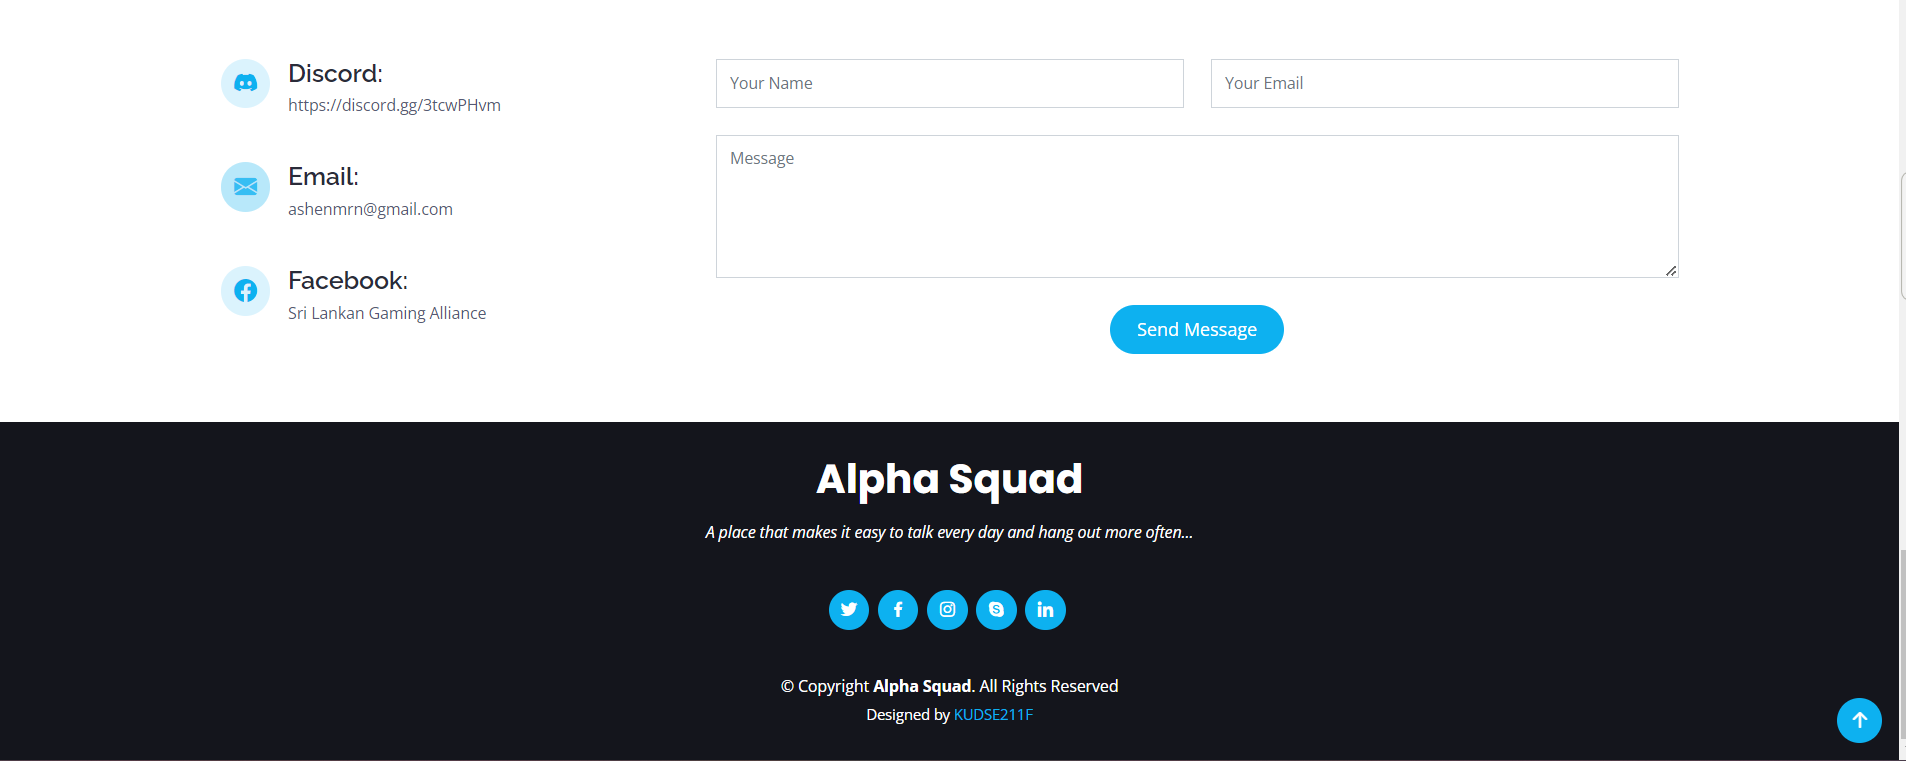 Discord:
https://discord.gg/3tcwPHvm
Email:
ashenmrn@gmail.com
Facebook:
Sri Lankan Gaming Alliance
Your Name
Your Email
Message
Send Message
Alpha Squad
A place that makes it easy to talk every day and hang out more often...
© Copyright Alpha Squad. All Rights Reserved
Designed by KUDSE211F